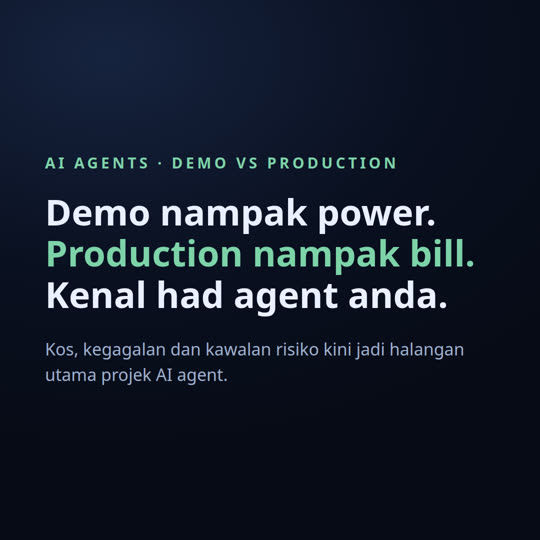 AI AGENTS · DEMO VS PRODUCTION
Demo nampak power.
Production nampak bill.
Kenal had agent anda.
Kos, kegagalan dan kawalan risiko kini jadi halangan
utama projek AI agent.